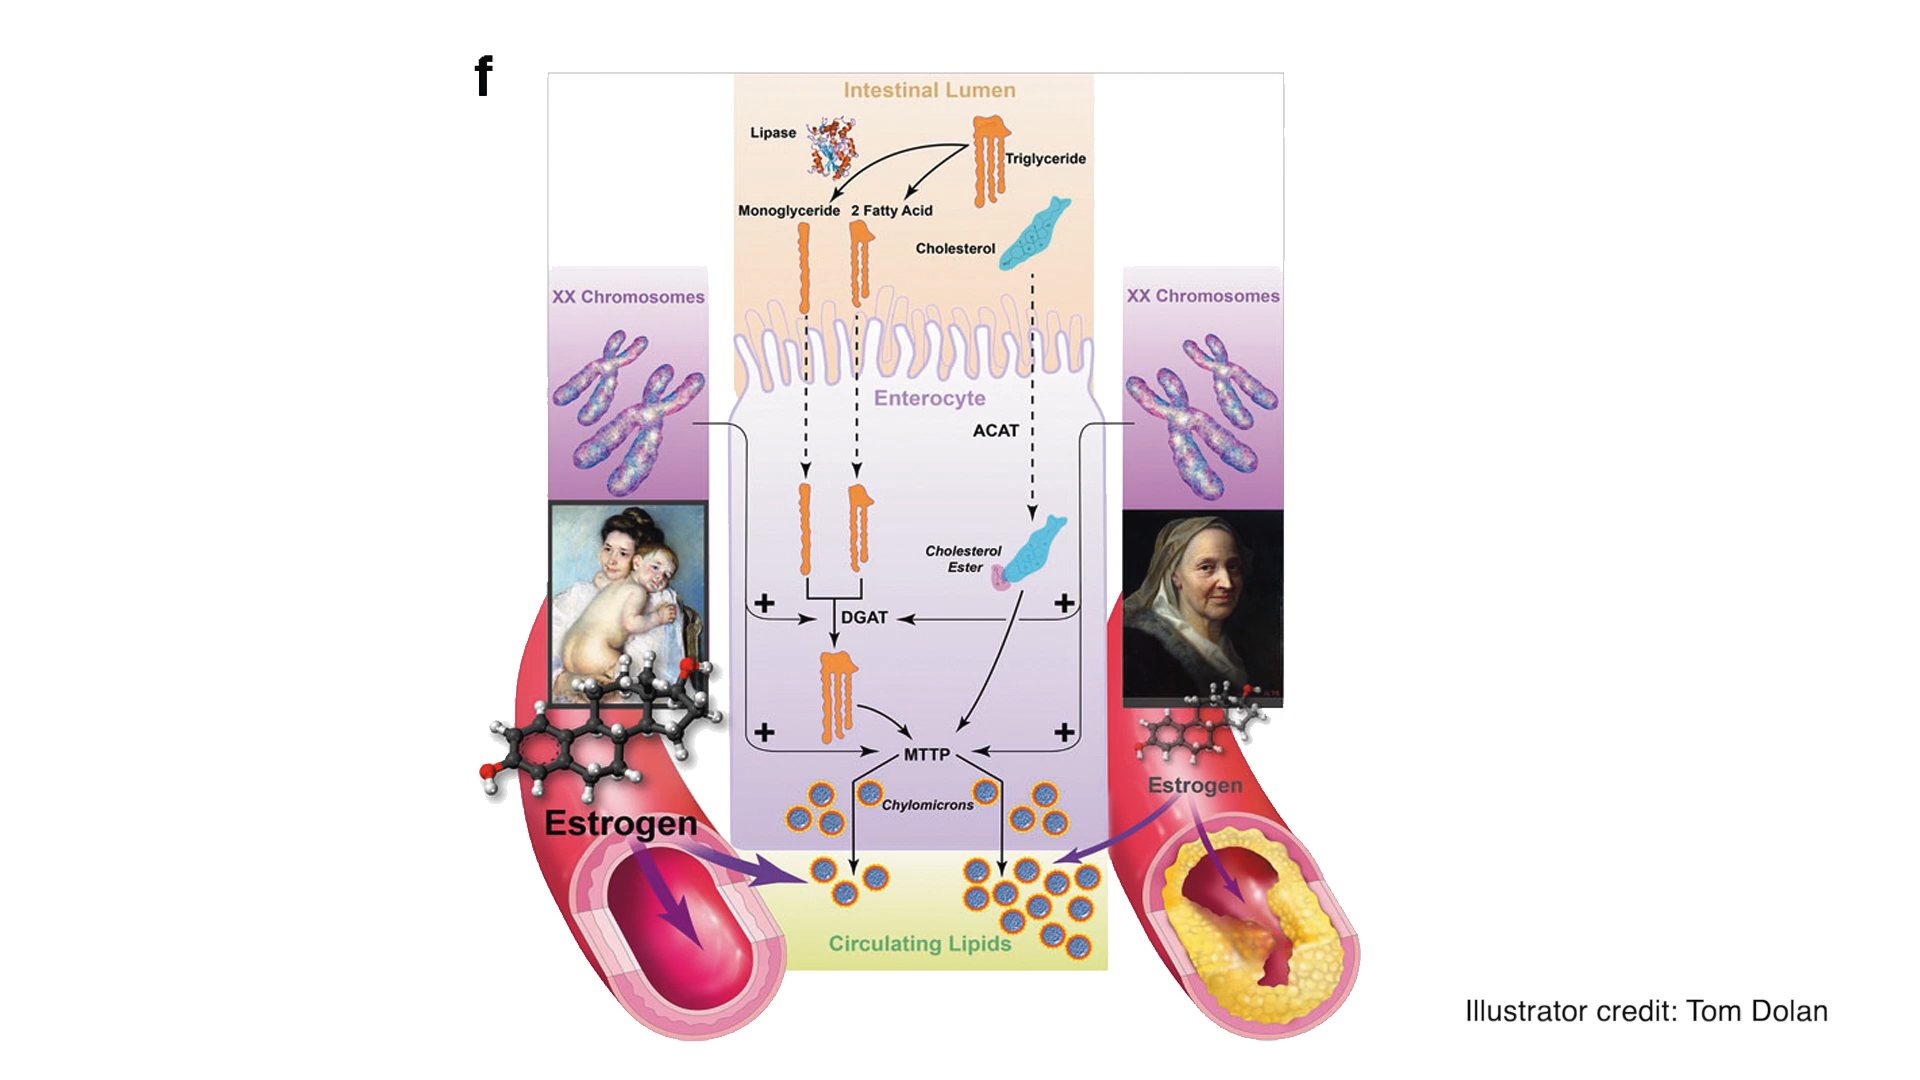 f
Intestinal Lumen
Lipase
Triglyceride
Monoglyceride
2 Fatty Acid
Cholesterol
XX Chromosomes
XX Chromosomes
Enterocyte
ACAT
Cholesterol
Ester
+
+
DGAT
+
+
MTTP
Chylomicrons
Estrogen
Estrogen
Circulating Lipids
Illustrator credit: Tom Dolan